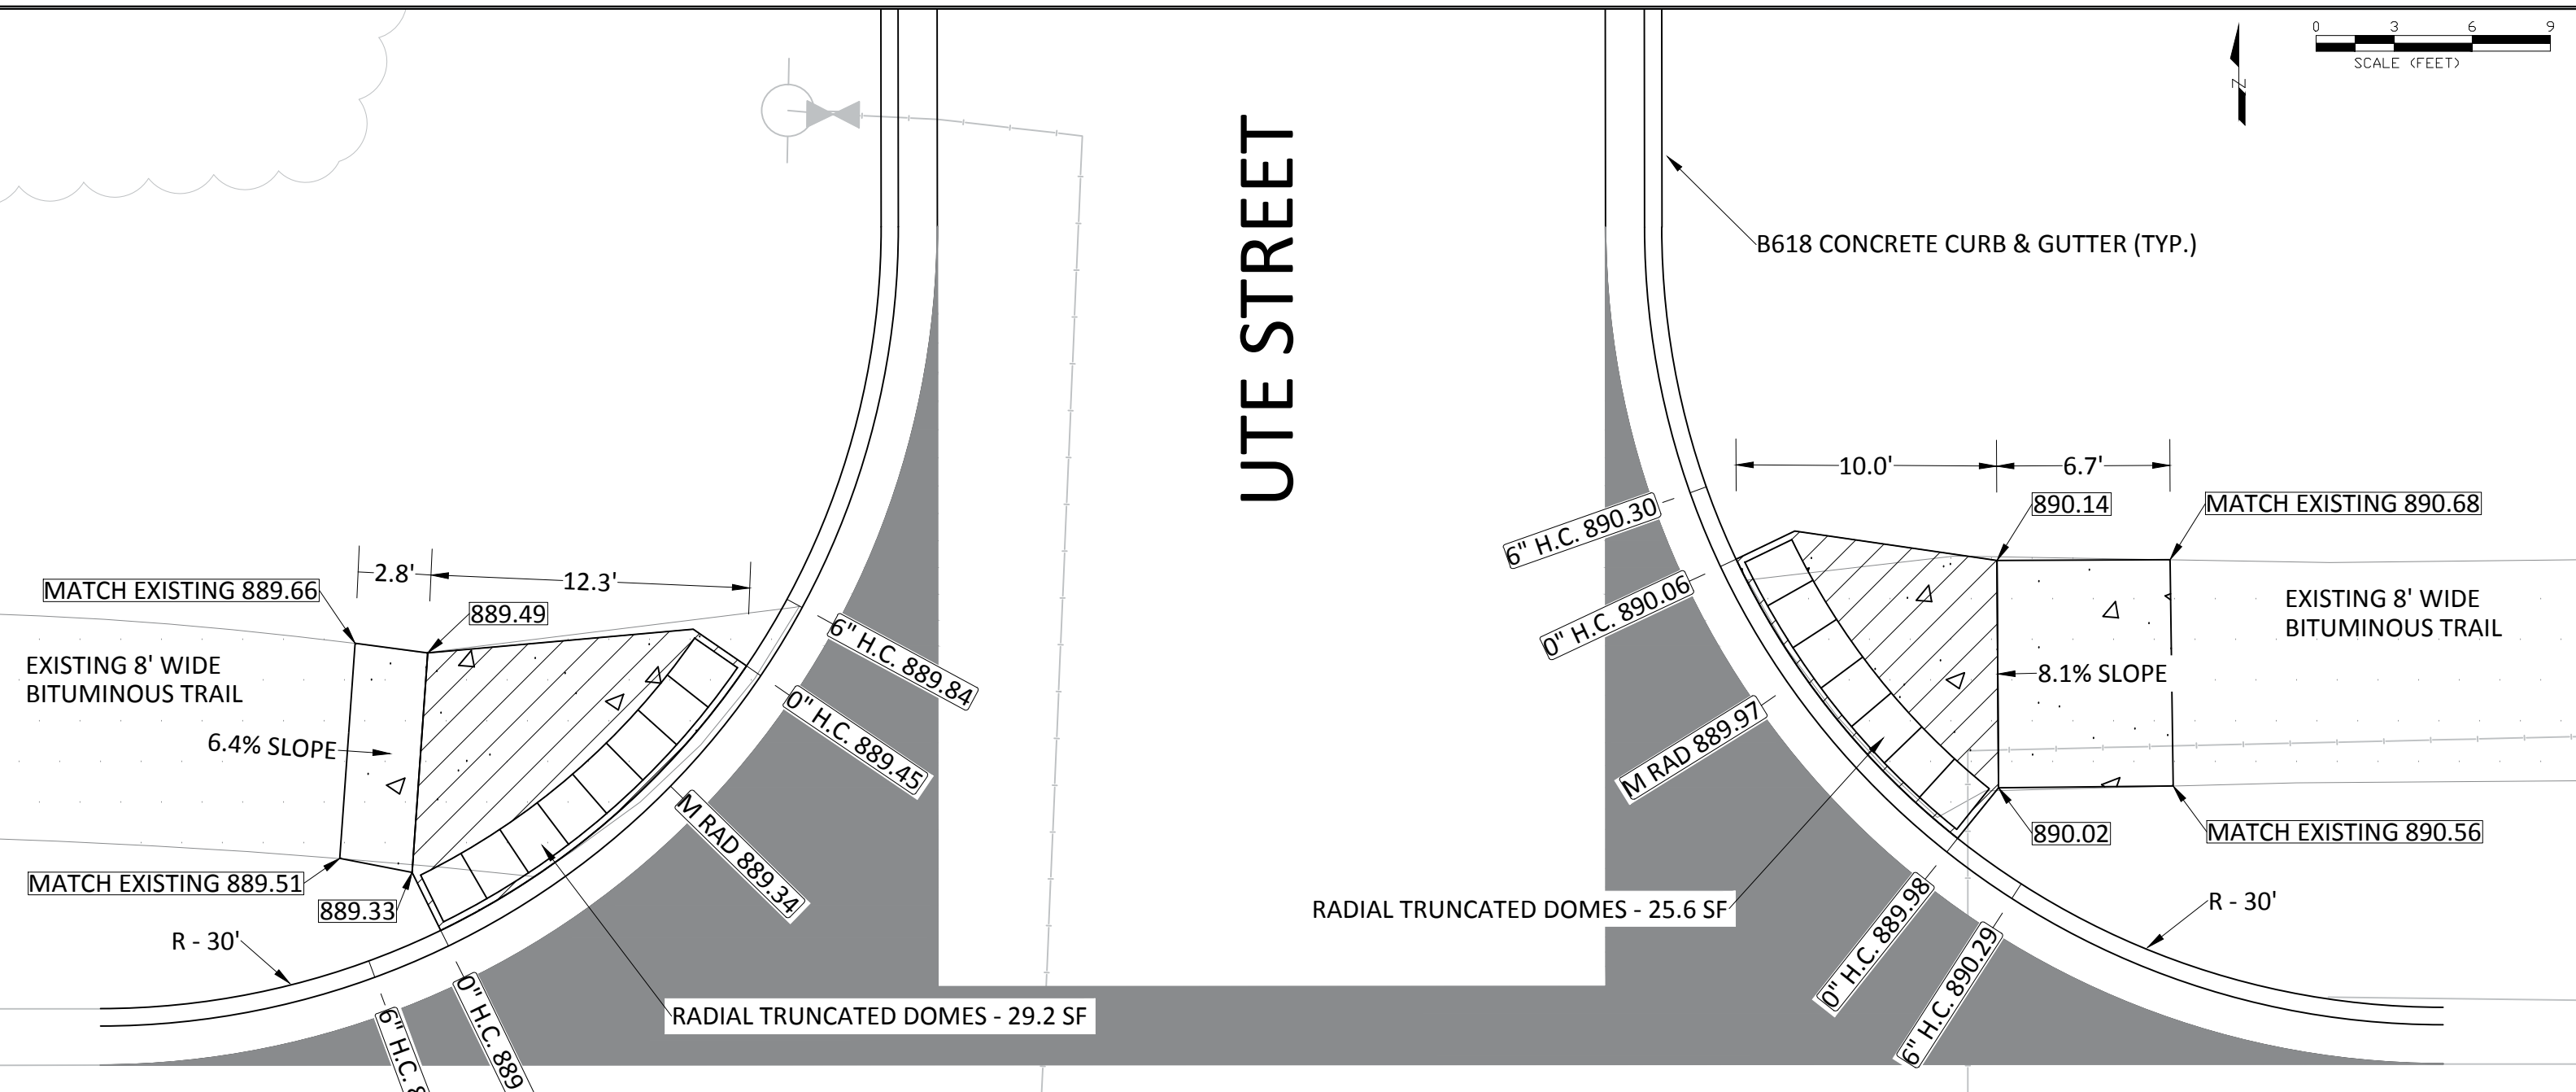 0 3 6 9
SCALE (FEET)
N
UTE STREET
B618 CONCRETE CURB & GUTTER (TYP.)
10.0'
6.7'
6" H.C. 890.30
890.14
MATCH EXISTING 890.68
2.8'
12.3'
MATCH EXISTING 889.66
889.49
0" H.C. 890.06
EXISTING 8' WIDE
BITUMINOUS TRAIL
EXISTING 8' WIDE
BITUMINOUS TRAIL
6" H.C. 889.84
8.1% SLOPE
6.4% SLOPE
0" H.C. 889.45
M RAD 889.97
M RAD 889.34
890.02
MATCH EXISTING 890.56
MATCH EXISTING 889.51
889.33
RADIAL TRUNCATED DOMES - 25.6 SF
R - 30'
R - 30'
0" H.C. 889.98
6" H.C. 890.29
RADIAL TRUNCATED DOMES - 29.2 SF
0" H.C. 889
6" H.C.